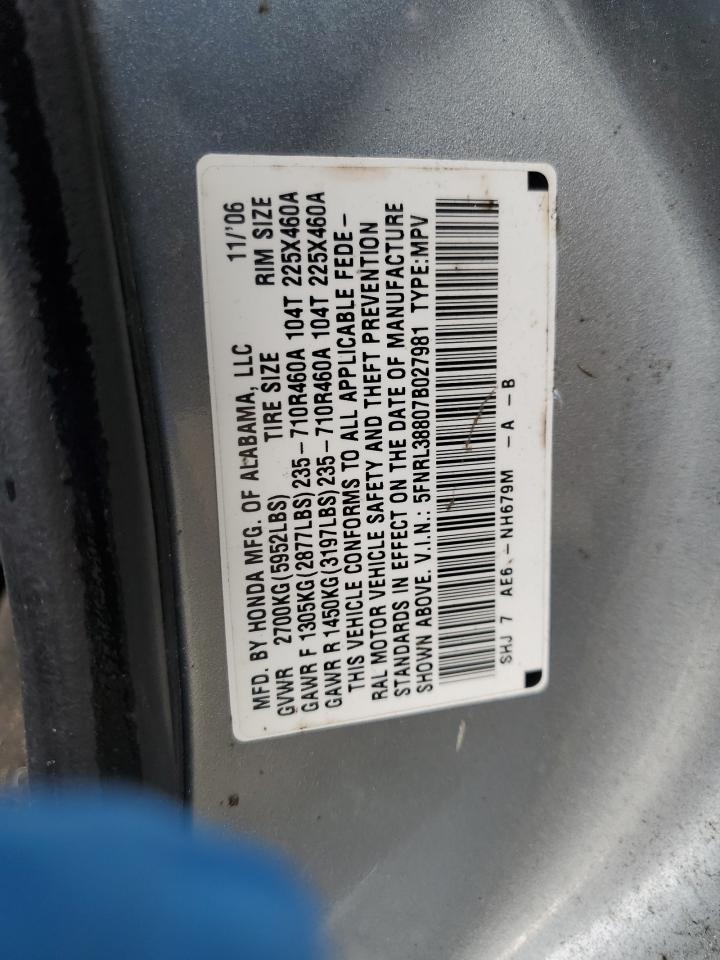 MFD. BY HONDA MFG. OF ALABAMA, LLC 11/'06
GVWR 2700KG(5952LBS) TIRE SIZE RIM SIZE
GAWR F 1305KG(2877LBS)235-710R460A 104T 225X460A
GAWR R 1450KG(3197LBS)235-710R460A 104T 225X460A
THIS VEHICLE CONFORMS TO ALL APPLICABLE FEDE-
RAL MOTOR VEHICLE SAFETY AND THEFT PREVENTION
STANDARDS IN EFFECT ON THE DATE OF MANUFACTURE
SHOWN ABOVE. V.I.N.: 5FNRL38807B027981 TYPE:MPV
SHJ 7 AE6.-NH679M -A -B